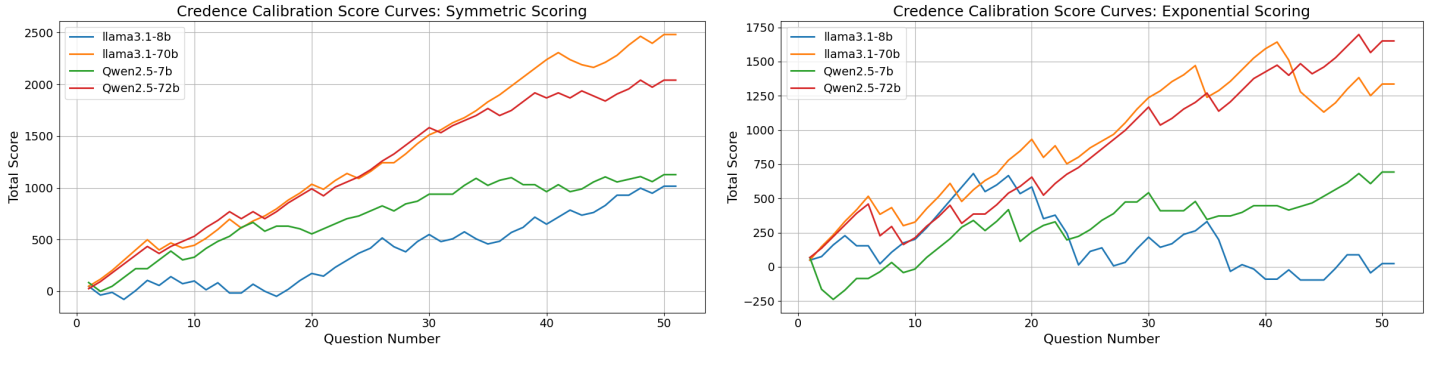 Credence Calibration Score Curves: Symmetric Scoring
llama3.1-8b
llama3.1-70b
Qwen2.5-7b
Qwen2.5-72b
2500
2000
1500
1000
500
0
Total Score
0
10
20
30
40
50
Question Number
Credence Calibration Score Curves: Exponential Scoring
llama3.1-8b
llama3.1-70b
Qwen2.5-7b
Qwen2.5-72b
1750
1500
1250
1000
750
500
250
0
−250
Total Score
0
10
20
30
40
50
Question Number